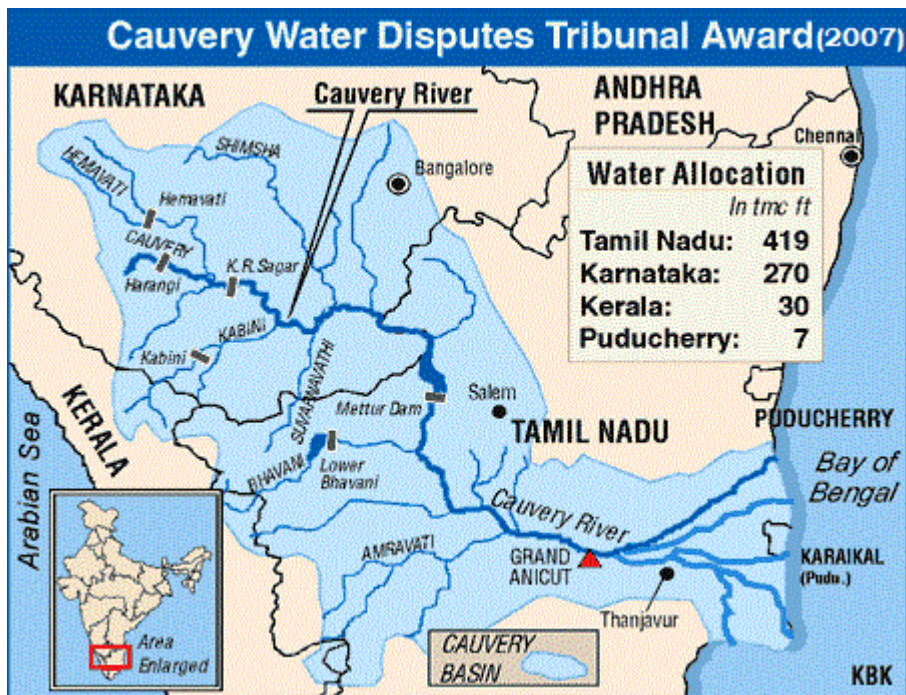 Cauvery Water Disputes Tribunal Award (2007)
KARNATAKA
Cauvery River
ANDHRA
PRADESH
Chennai
SHIMSHA
HEMAVATI
Bangalore
Water Allocation
In tmc ft
Tamil Nadu: 419
Karnataka: 270
Kerala: 30
Puducherry: 7
Hemavati
CAUVERY
Harangi
K.R. Sagar
KABINI
Kabini
SUVARNAVATHI
Mettur Dam
Salem
KERALA
Arabian Sea
TAMIL NADU
PUDUCHERRY
Bay of
Bengal
BHAVANI
Lower
Bhavani
Cauvery River
AMRAVATI
GRAND
ANICUT
KARAIKAL
(Pudu.)
Thanjavur
Area
Enlarged
CAUVERY
BASIN
KBK